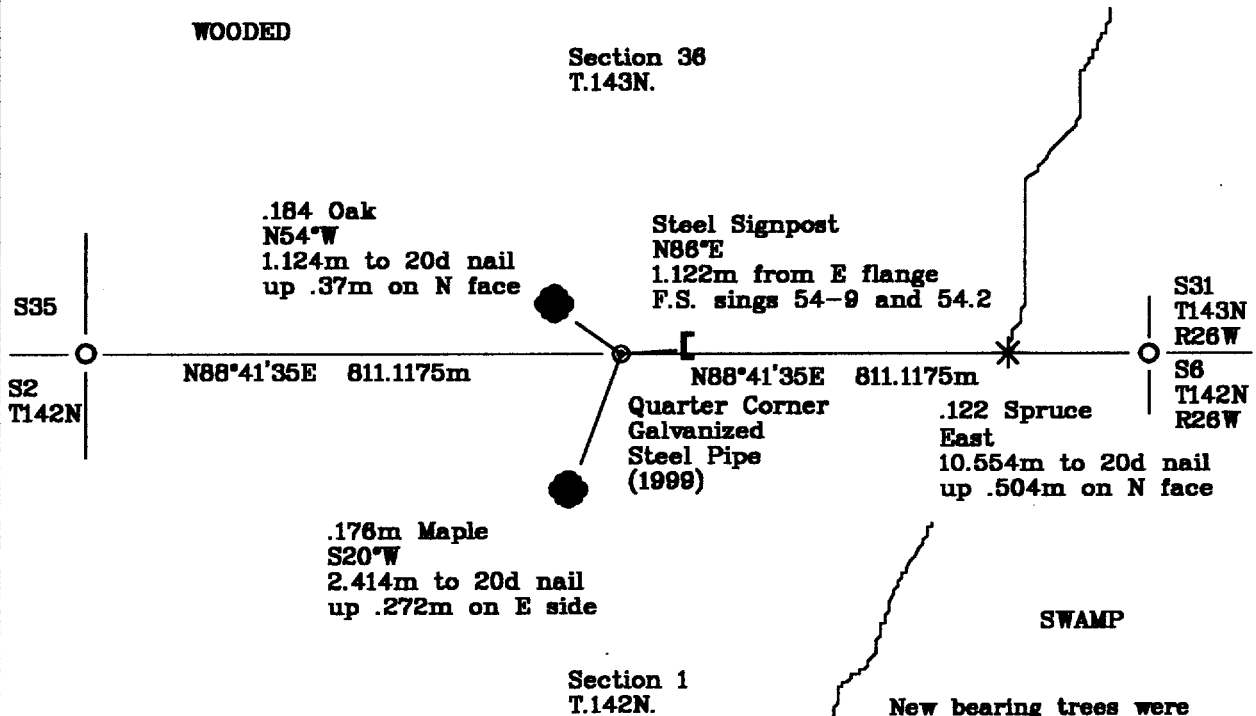 WOODED
Section 36
T.143N.
.184 Oak
N54°W
1.124m to 20d nail
up .37m on N face
Steel Signpost
N86°E
1.122m from E flange
F.S. sings 54-9 and 54.2
S35
S31
T143N
R26W
S2
T142N
N88°41'35E 811.1175m
N88°41'35E 811.1175m
S6
T142N
R26W
Quarter Corner
Galvanized
Steel Pipe
(1999)
.122 Spruce
East
10.554m to 20d nail
up .504m on N face
.176m Maple
S20°W
2.414m to 20d nail
up .272m on E side
SWAMP
Section 1
T.142N.
New bearing trees were